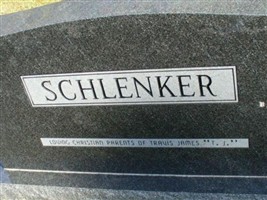 SCHLENKER
LOVING CHRISTIAN PARENTS OF TRAVIS JAMES "T. J."